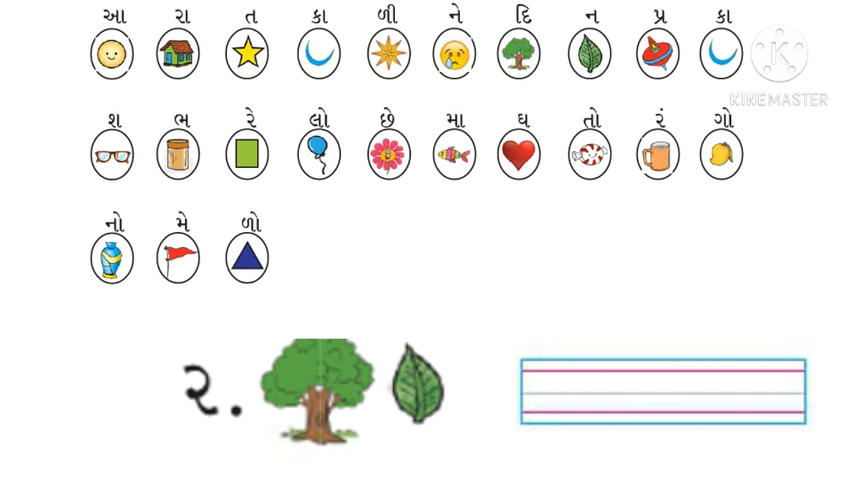 આ રા ત કા ળી ને દિ ન પ્ર કા
KINEMASTER
શ ભ રે લો છે મા ઘ તો રં ગો
નો મે ળો
૨.